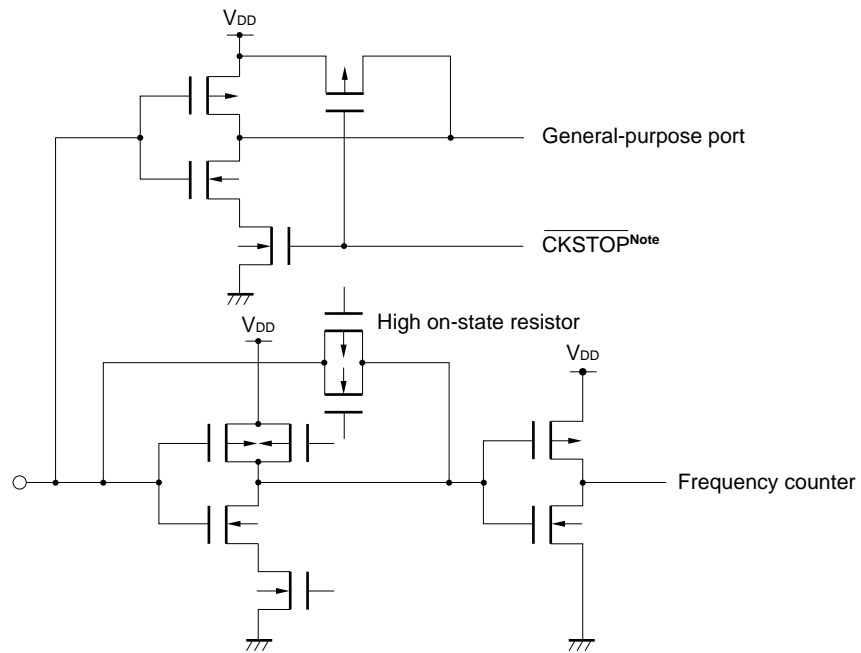 VDD
General-purpose port
CKSTOPNote
High on-state resistor
VDD
VDD
Frequency counter